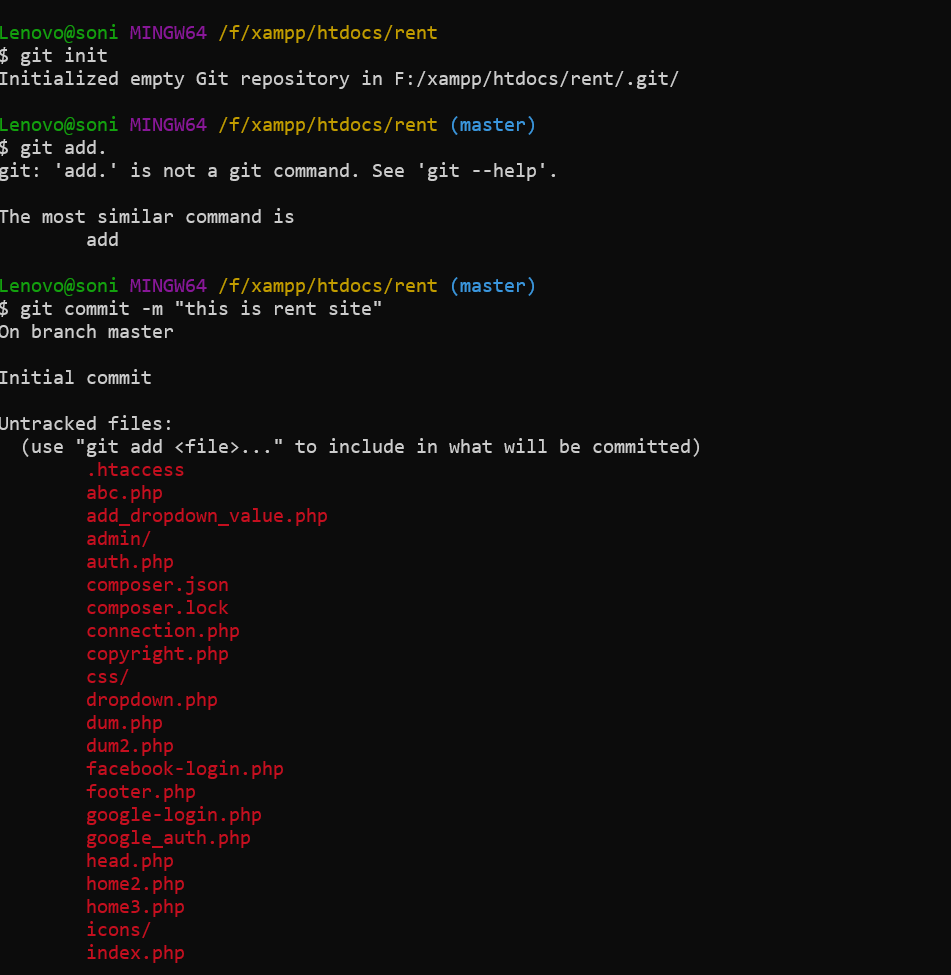 Lenovo@soni MINGW64 /f/xampp/htdocs/rent
$ git init
Initialized empty Git repository in F:/xampp/htdocs/rent/.git/
Lenovo@soni MINGW64 /f/xampp/htdocs/rent (master)
$ git add.
git: 'add.' is not a git command. See 'git --help'.
The most similar command is
add
Lenovo@soni MINGW64 /f/xampp/htdocs/rent (master)
$ git commit -m "this is rent site"
On branch master
Initial commit
Untracked files:
(use "git add <file>..." to include in what will be committed)
.htaccess
abc.php
add_dropdown_value.php
admin/
auth.php
composer.json
composer.lock
connection.php
copyright.php
css/
dropdown.php
dum.php
dum2.php
facebook-login.php
footer.php
google-login.php
google_auth.php
head.php
home2.php
home3.php
icons/
index.php